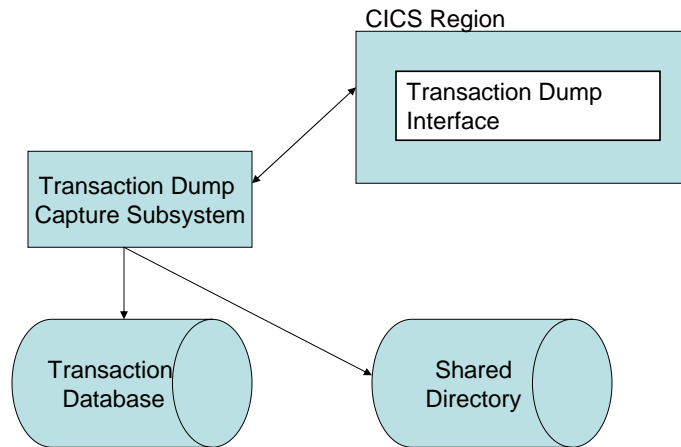 CICS Region
Transaction Dump
Interface
Transaction Dump
Capture Subsystem
Transaction
Database
Shared
Directory